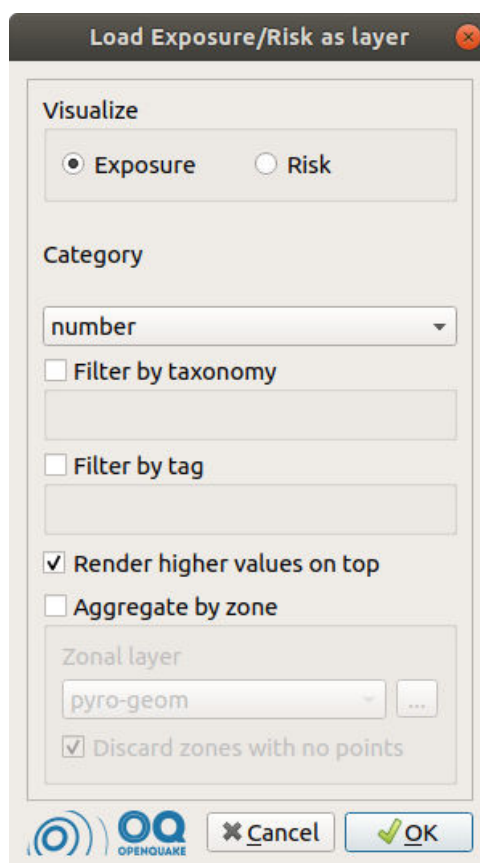 Load Exposure/Risk as layer
Visualize
Exposure Risk
Category
number
Filter by taxonomy
Filter by tag
Render higher values on top
Aggregate by zone
Zonal layer
pyro-geom ...
Discard zones with no points
OQ OPENQUAKE Cancel OK